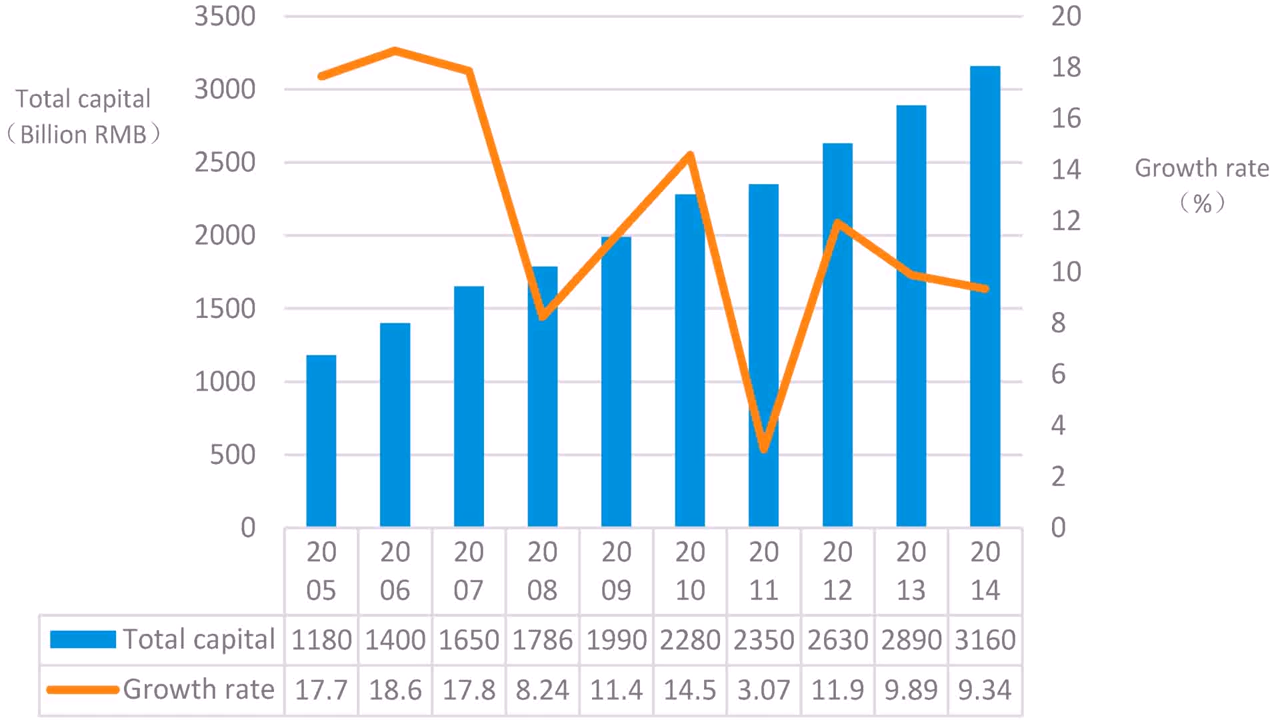 Total capital
（Billion RMB）
3500
3000
2500
2000
1500
1000
500
0
20
18
16
14
12
10
8
6
4
2
0
Growth rate
（%）
20 20 20 20 20 20 20 20 20 20
05 06 07 08 09 10 11 12 13 14
Total capital 1180 1400 1650 1786 1990 2280 2350 2630 2890 3160
Growth rate 17.7 18.6 17.8 8.24 11.4 14.5 3.07 11.9 9.89 9.34